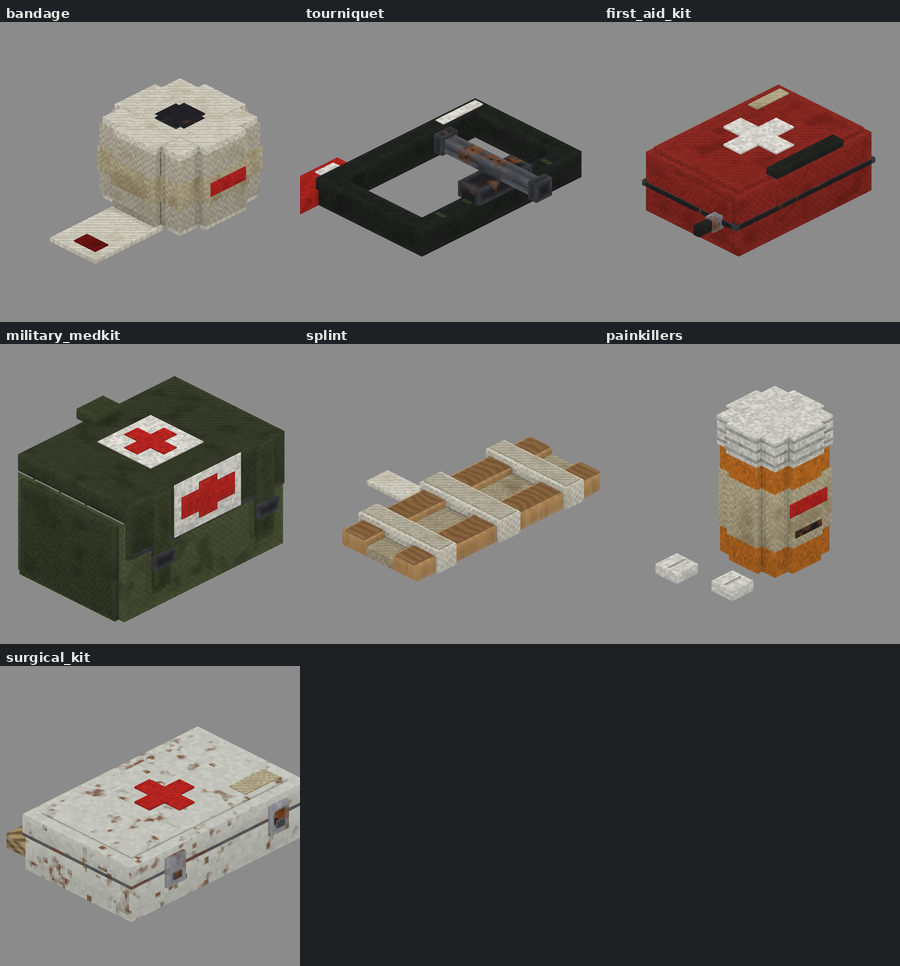 bandage
tourniquet
first_aid_kit
military_medkit
splint
painkillers
surgical_kit